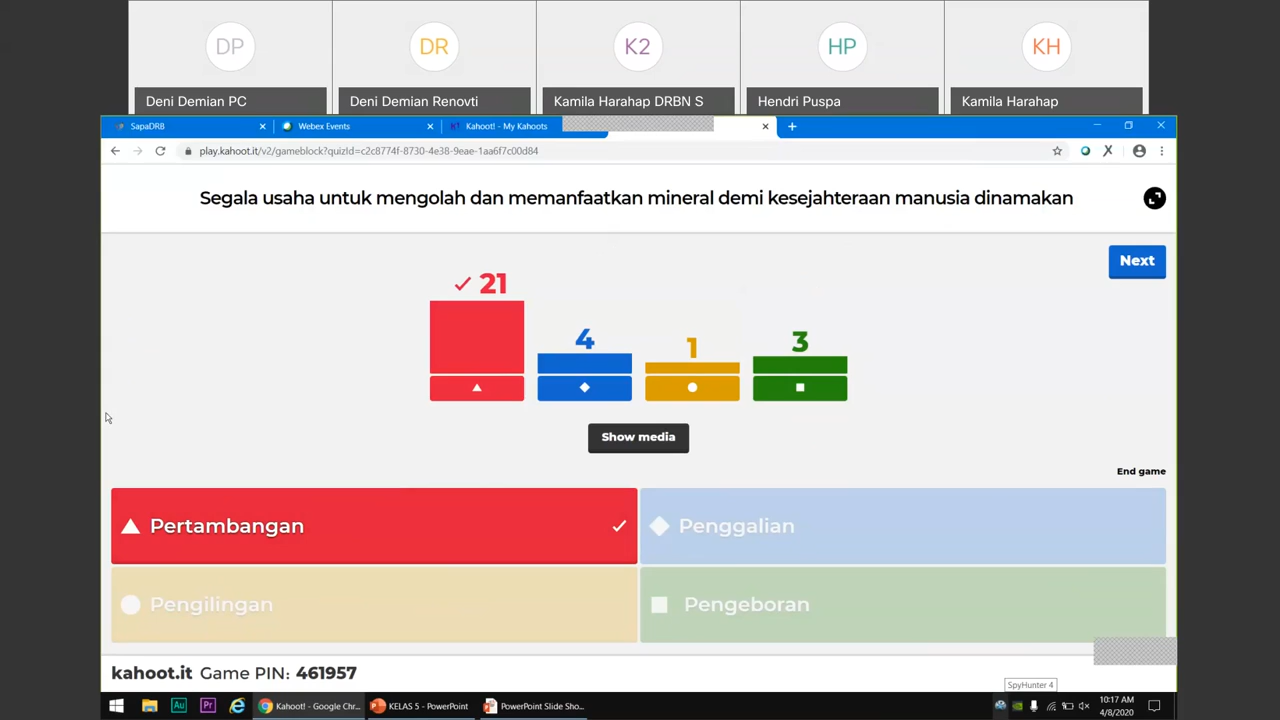 DP
DR
K2
HP
KH
Deni Demian PC
Deni Demian Renovti
Kamila Harahap DRBN S
Hendri Puspa
Kamila Harahap
SapaDRB
Webex Events
Kahoot! - My Kahoots
play.kahoot.it/v2/gameblock?quizId=c2c8774f-8730-4e38-9eae-1aa6f7c00d84
Segala usaha untuk mengolah dan memanfaatkan mineral demi kesejahteraan manusia dinamakan
Next
21
4
1
3
Show media
End game
Pertambangan
Penggalian
Pengilingan
Pengeboran
kahoot.it Game PIN: 461957
SpyHunter 4
Kahoot! - Google Chr...
KELAS 5 - PowerPoint
PowerPoint Slide Sho...
10:17 AM
4/8/2020